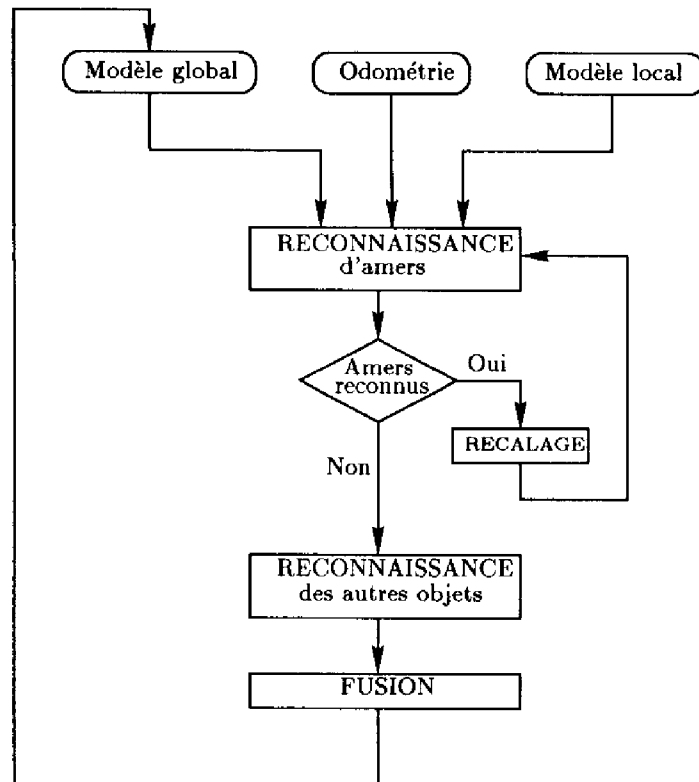 Modèle global
Odométrie
Modèle local
RECONNAISSANCE
d'amers
Amers
reconnus
Oui
RECALAGE
Non
RECONNAISSANCE
des autres objets
FUSION